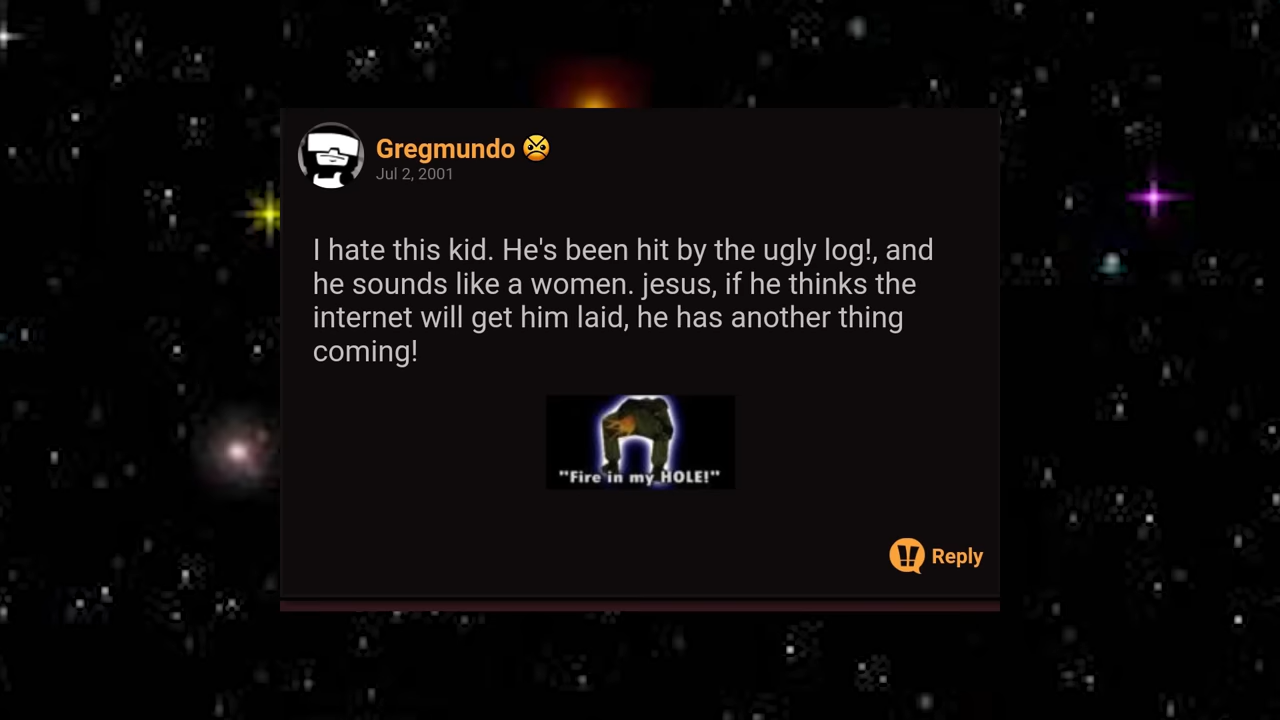 Gregmundo
Jul 2, 2001
I hate this kid. He's been hit by the ugly log!, and
he sounds like a women. jesus, if he thinks the
internet will get him laid, he has another thing
coming!
"Fire in my HOLE!"
Reply